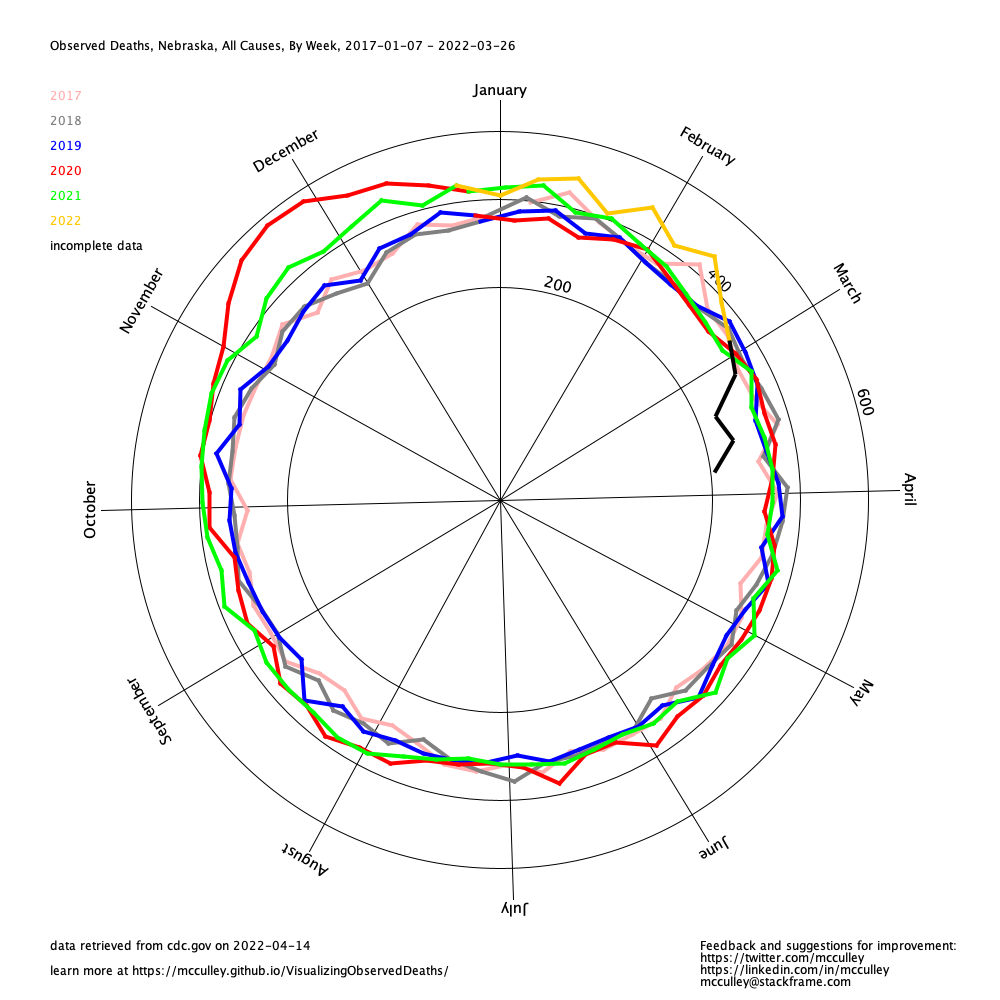 Observed Deaths, Nebraska, All Causes, By Week, 2017-01-07 - 2022-03-26
2017
2018
2019
2020
2021
2022
incomplete data
January
February
March
April
May
June
July
August
September
October
November
December
200
400
600
data retrieved from cdc.gov on 2022-04-14
learn more at https://mcculley.github.io/VisualizingObservedDeaths/
Feedback and suggestions for improvement:
https://twitter.com/mcculley
https://linkedin.com/in/mcculley
mcculley@stackframe.com